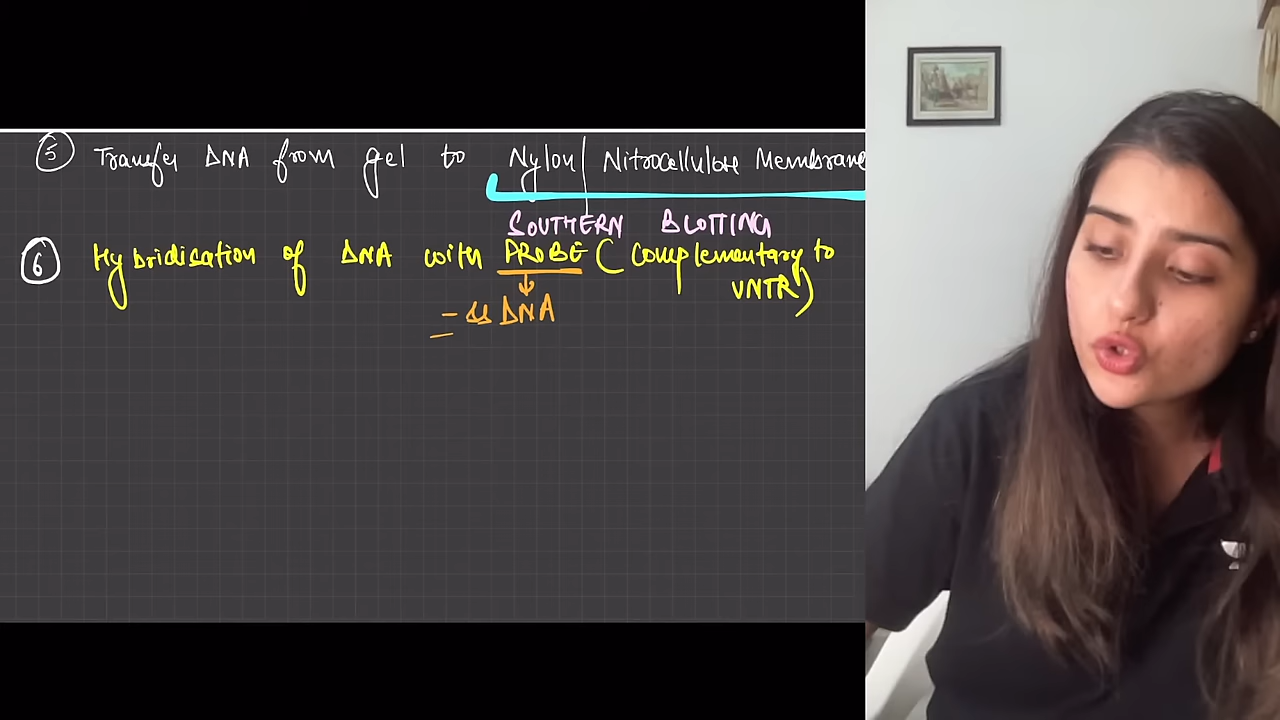 5 Transfer DNA from gel to Nylon / Nitrocellulose Membrane
SOUTHERN BLOTTING
6 Hybridisation of DNA with PROBE ( Complementary to
VNTR)
- ss DNA